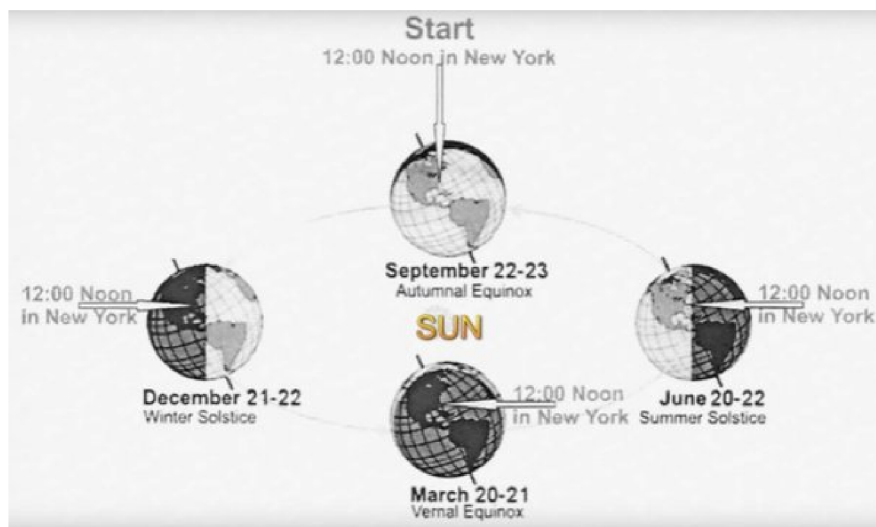 Start
12:00 Noon in New York
September 22-23
Autumnal Equinox
12:00 Noon
in New York
12:00 Noon
in New York
SUN
December 21-22
Winter Solstice
12:00 Noon
in New York
June 20-22
Summer Solstice
March 20-21
Vernal Equinox